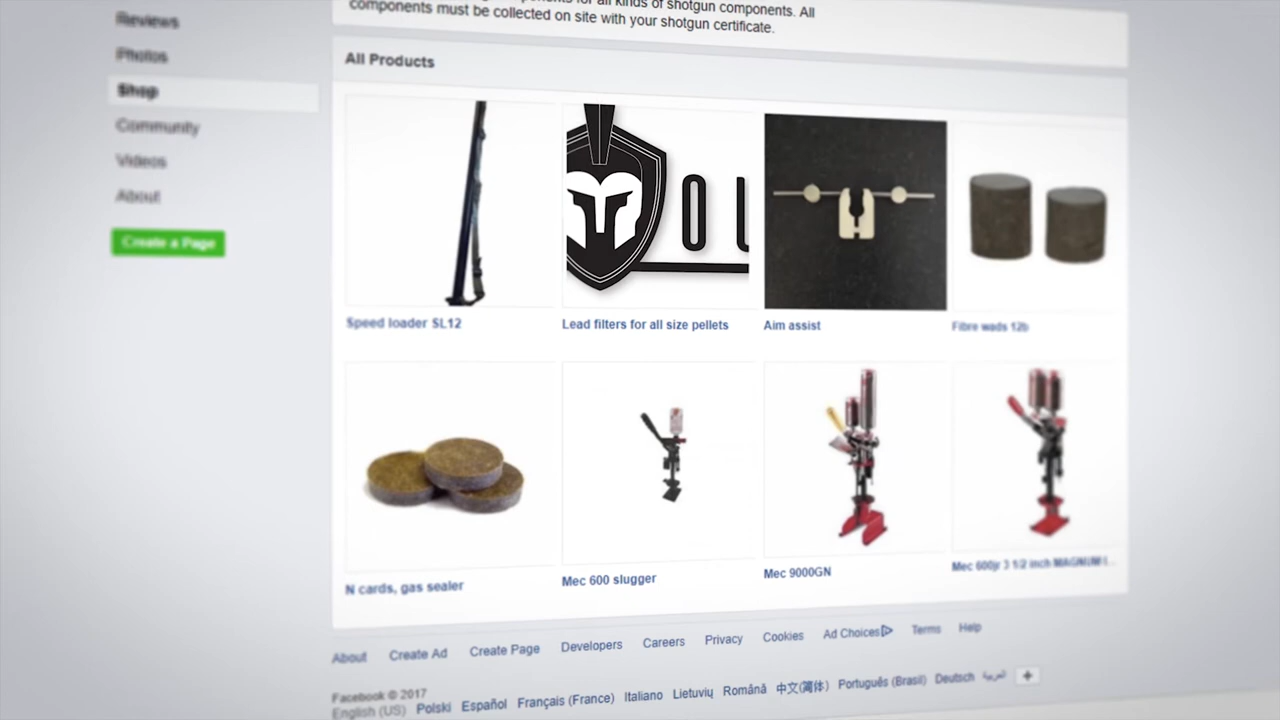 components for all kinds of shotgun components. All
components must be collected on site with your shotgun certificate.
Reviews
Photos
Shop
Community
Videos
About
Create a Page
All Products
OL
Speed loader SL12
Lead filters for all size pellets
Aim assist
Fibre wads 12b
N cards, gas sealer
Mec 600 slugger
Mec 9000GN
Mec 600jr 3 1/2 inch MAGNUM
About Create Ad Create Page Developers Careers Privacy Cookies Ad Choices Terms Help
Facebook © 2017
English (US) Polski Español Français (France) Italiano Lietuvių Română 中文(简体) Português (Brasil) Deutsch العربية +